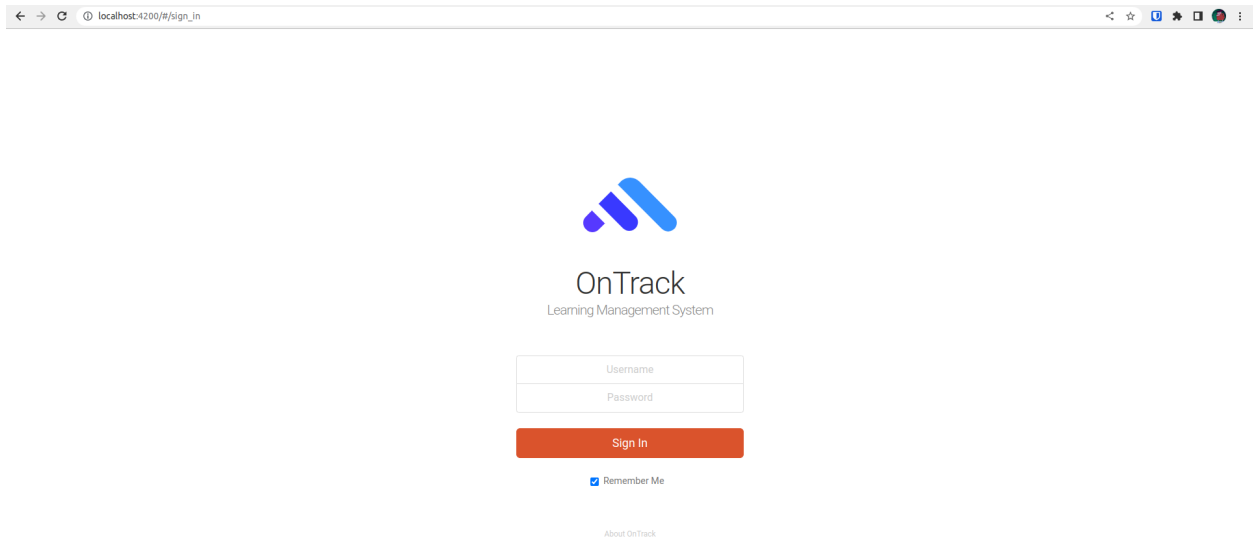 localhost:4200/#/sign_in
OnTrack
Learning Management System
Username
Password
Sign In
Remember Me
About OnTrack